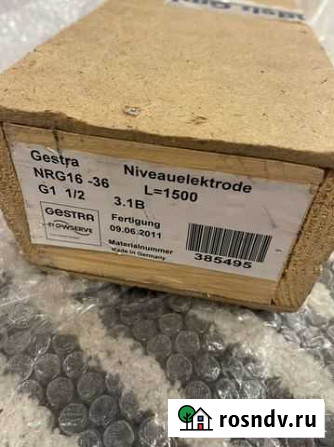 Gestra Niveauelektrode
NRG16 -36 L=1500
G1 1/2 3.1B
GESTRA
FLOWSERVE
Fertigung
09.06.2011
Materialnummer
Made in Germany
385495
rosndv.ru